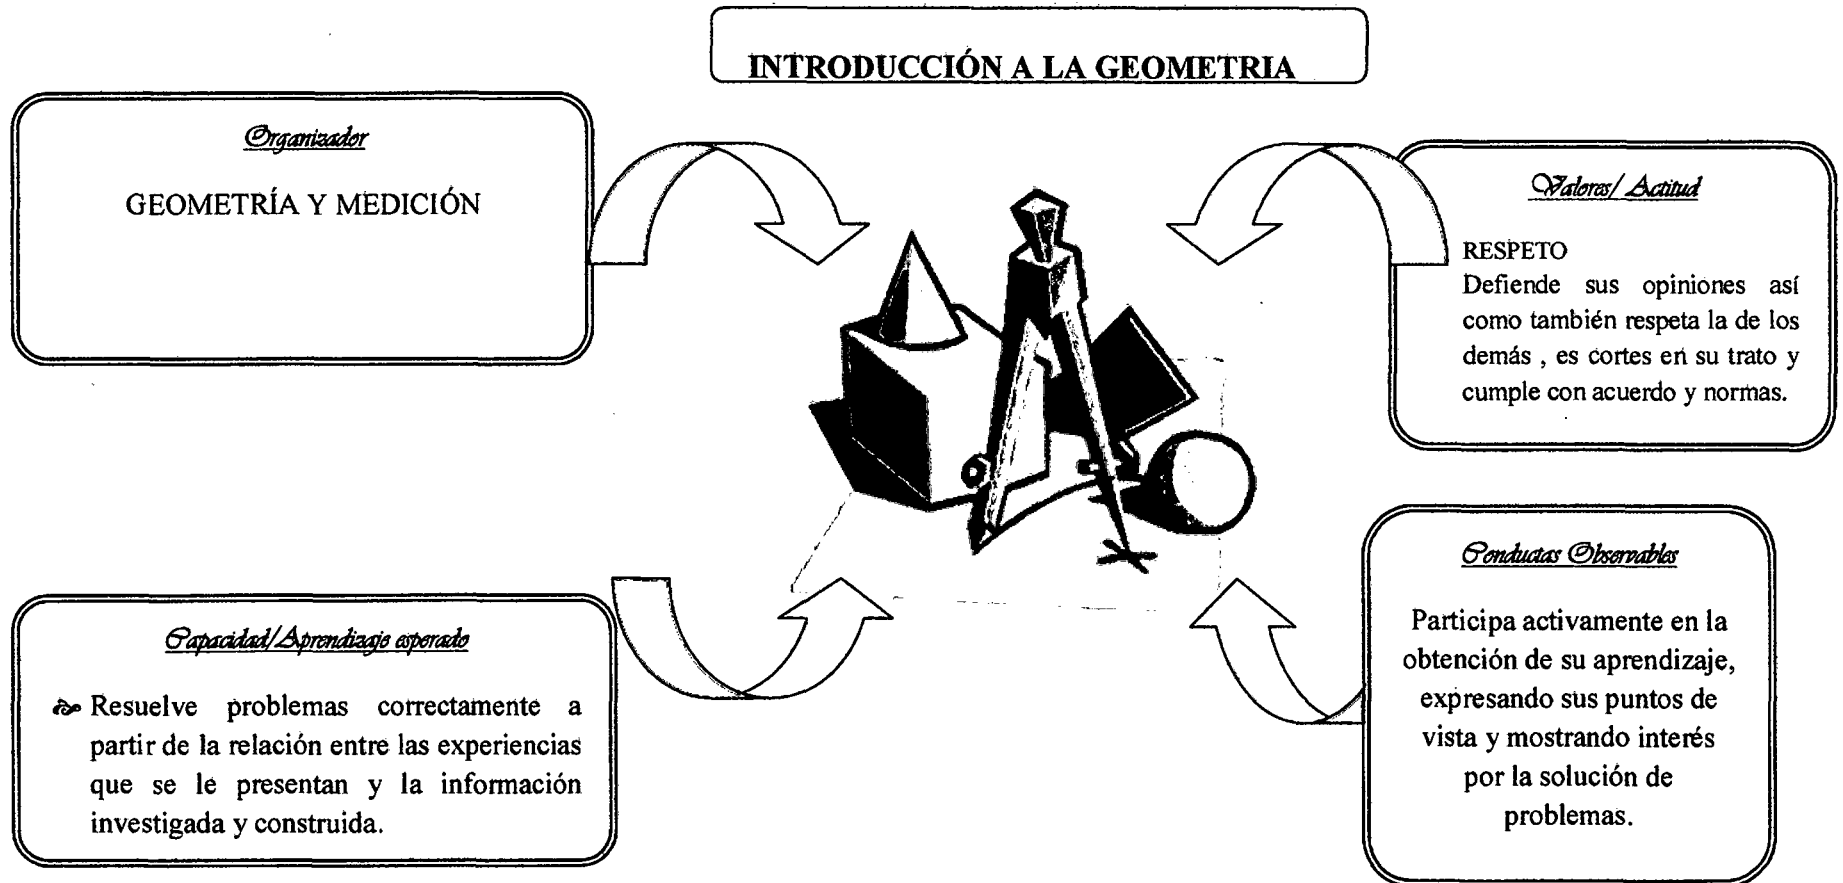 INTRODUCCIÓN A LA GEOMETRIA
Organizador
GEOMETRÍA Y MEDICIÓN
Valores/ Actitud
RESPETO
Defiende sus opiniones así
como también respeta la de los
demás , es cortes en su trato y
cumple con acuerdo y normas.
Capacidad/Aprendizaje esperado
Resuelve problemas correctamente a
partir de la relación entre las experiencias
que se le presentan y la información
investigada y construida.
Conductas Observables
Participa activamente en la
obtención de su aprendizaje,
expresando sus puntos de
vista y mostrando interés
por la solución de
problemas.